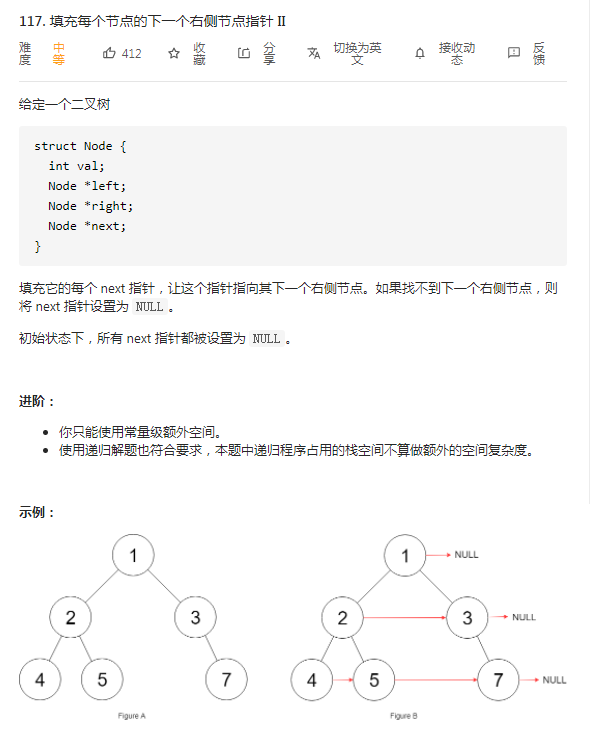 117. 填充每个节点的下一个右侧节点指针 II
难度 中等 412 收藏 分享 切换为英文 接收动态 反馈
给定一个二叉树
struct Node {
  int val;
  Node *left;
  Node *right;
  Node *next;
}
填充它的每个 next 指针，让这个指针指向其下一个右侧节点。如果找不到下一个右侧节点，则
将 next 指针设置为 NULL 。
初始状态下，所有 next 指针都被设置为 NULL 。
进阶：
• 你只能使用常量级额外空间。
• 使用递归解题也符合要求，本题中递归程序占用的栈空间不算做额外的空间复杂度。
示例：
1
2 3
4 5 7
Figure A
1 NULL
2 3 NULL
4 5 7 NULL
Figure B